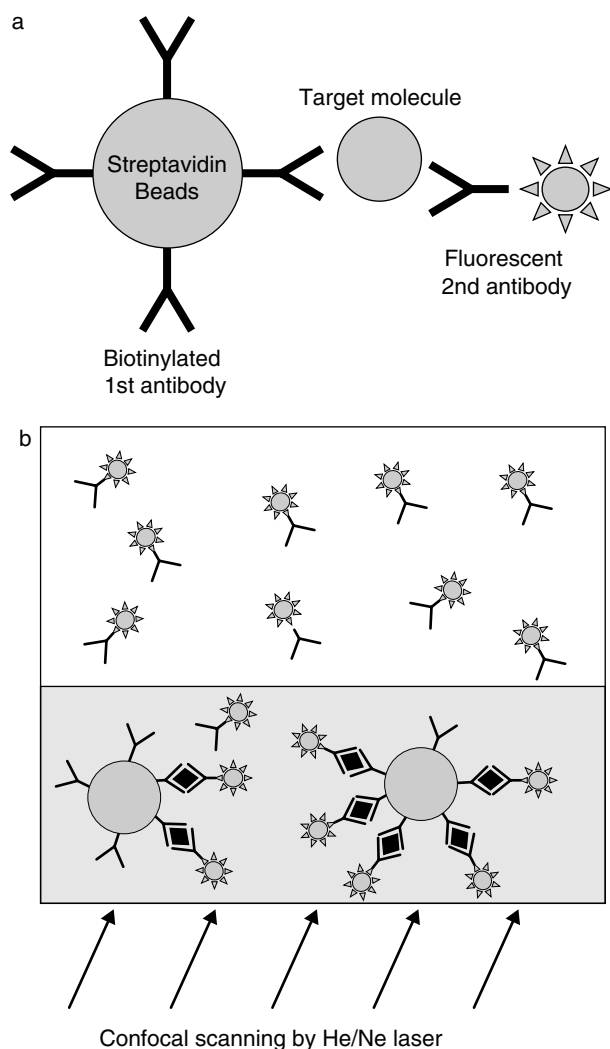 a
Target molecule
Streptavidin
Beads
Fluorescent
2nd antibody
Biotinylated
1st antibody
b
Confocal scanning by He/Ne laser